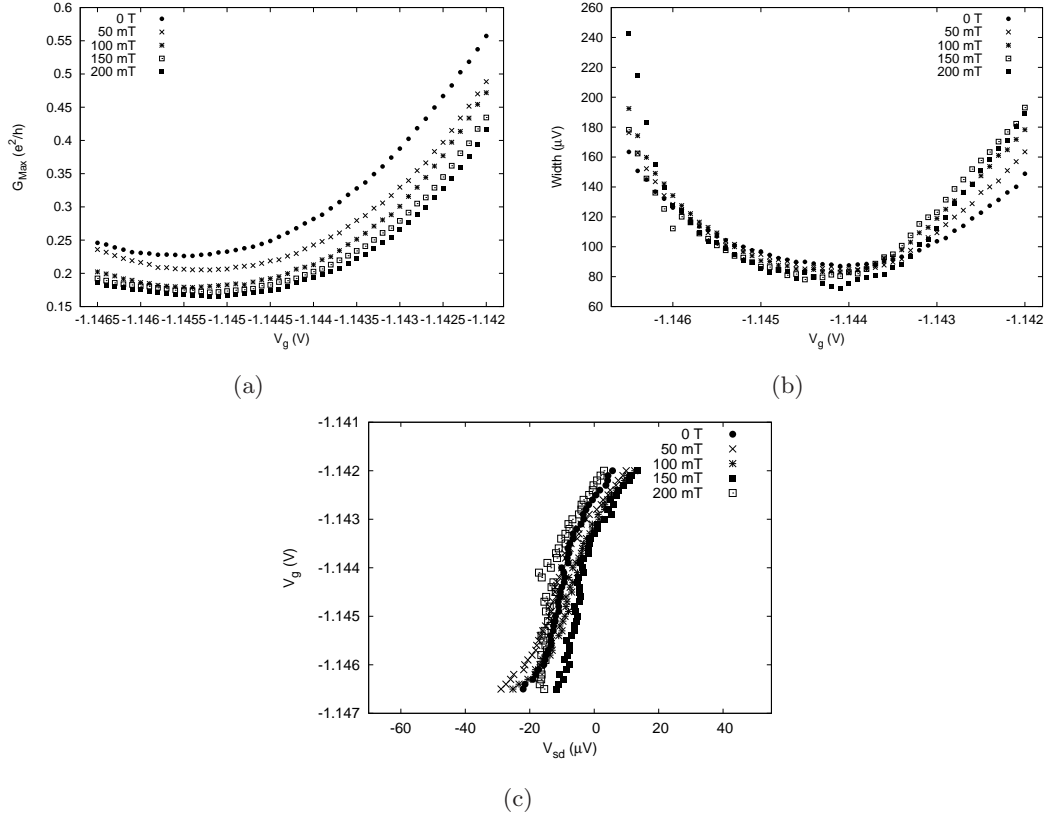 0.6
0.55
0.5
0.45
0.4
0.35
0.3
0.25
0.2
0.15
G_Max (e²/h)
0 T
50 mT
100 mT
150 mT
200 mT
-1.1465 -1.146 -1.1455 -1.145 -1.1445 -1.144 -1.1435 -1.143 -1.1425 -1.142
V_g (V)
(a)
260
240
220
200
180
160
140
120
100
80
60
Width (μV)
0 T
50 mT
100 mT
150 mT
200 mT
-1.146 -1.145 -1.144 -1.143 -1.142
V_g (V)
(b)
-1.141
-1.142
-1.143
-1.144
-1.145
-1.146
-1.147
V_g (V)
0 T
50 mT
100 mT
150 mT
200 mT
-60 -40 -20 0 20 40
V_sd (μV)
(c)